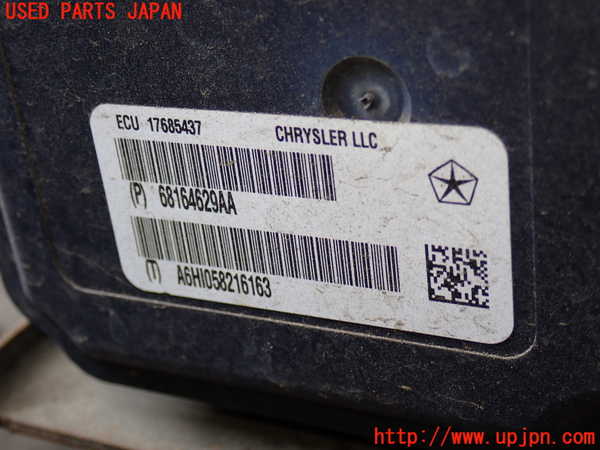 USED PARTS JAPAN
ECU 17685437 CHRYSLER LLC
(P) 68164629AA
(T) A6HI058216163
http://www.upjpn.com/